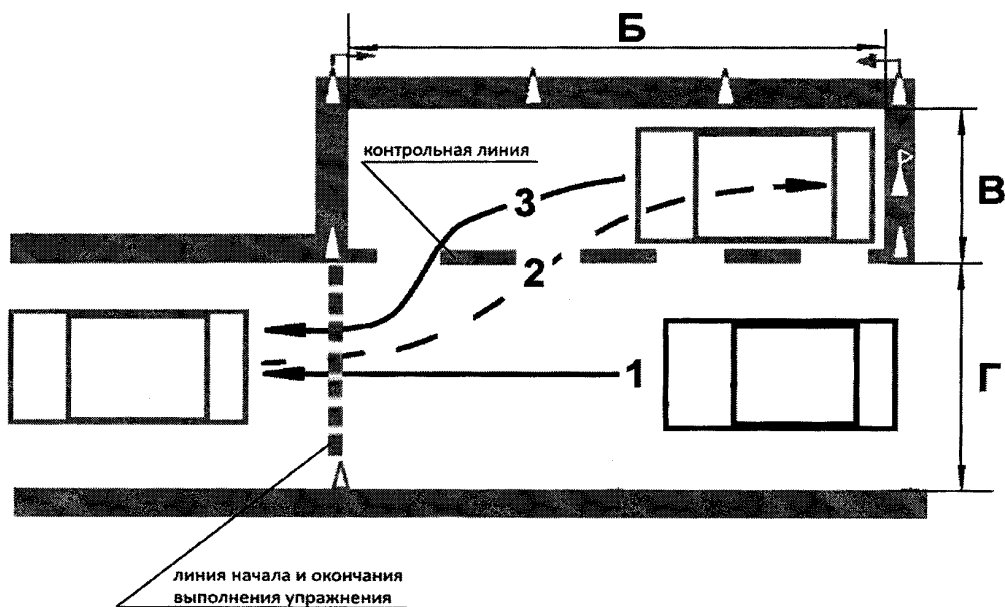 Б
контрольная линия
3
В
2
1
Г
линия начала и окончания
выполнения упражнения